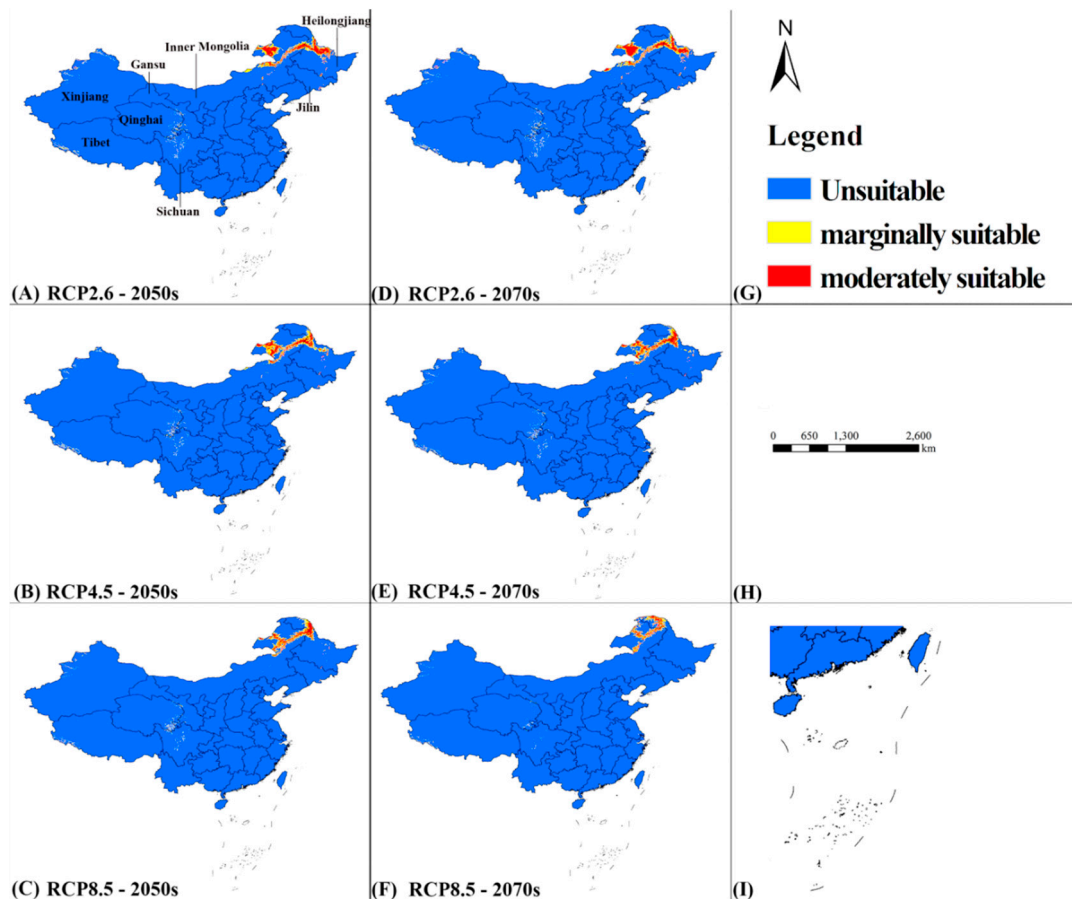 Heilongjiang
Inner Mongolia
Gansu
Xinjiang
Jilin
Qinghai
Tibet
Sichuan
(A) RCP2.6 - 2050s
(D) RCP2.6 - 2070s
N
Legend
Unsuitable
marginally suitable
moderately suitable
(G)
(B) RCP4.5 - 2050s
(E) RCP4.5 - 2070s
0 650 1,300 2,600
km
(H)
(C) RCP8.5 - 2050s
(F) RCP8.5 - 2070s
(I)